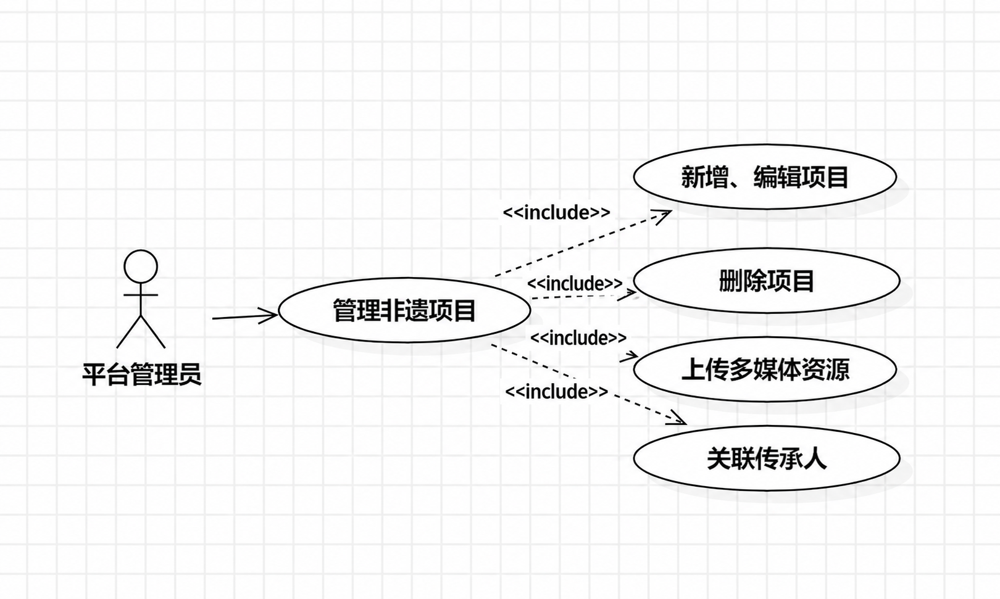 新增、编辑项目
<<include>>
删除项目
<<include>>
管理非遗项目
<<include>>
上传多媒体资源
平台管理员
<<include>>
关联传承人